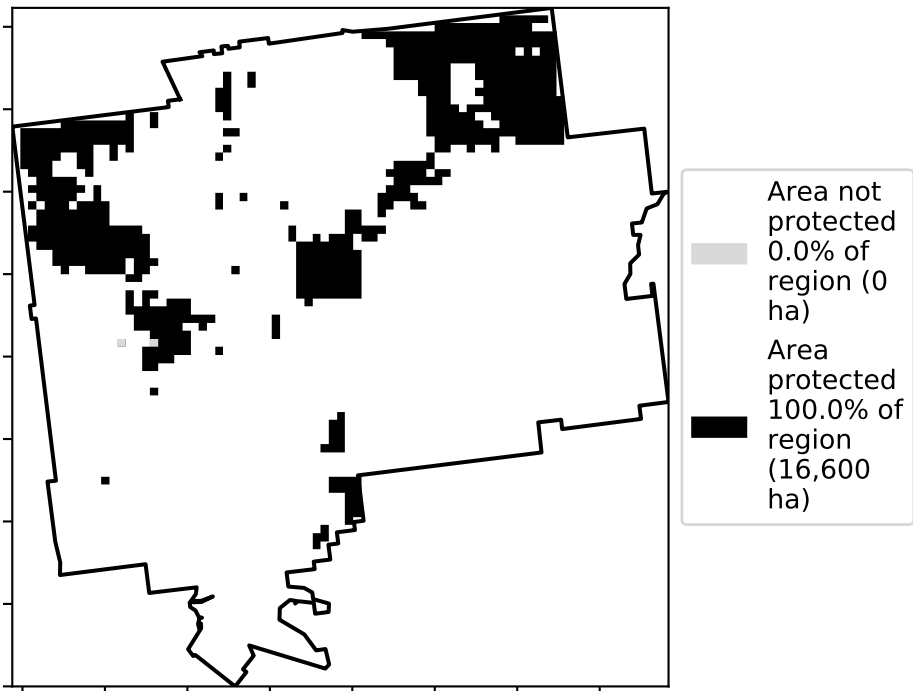 Area not
protected
0.0% of
region (0
ha)
Area
protected
100.0% of
region
(16,600
ha)